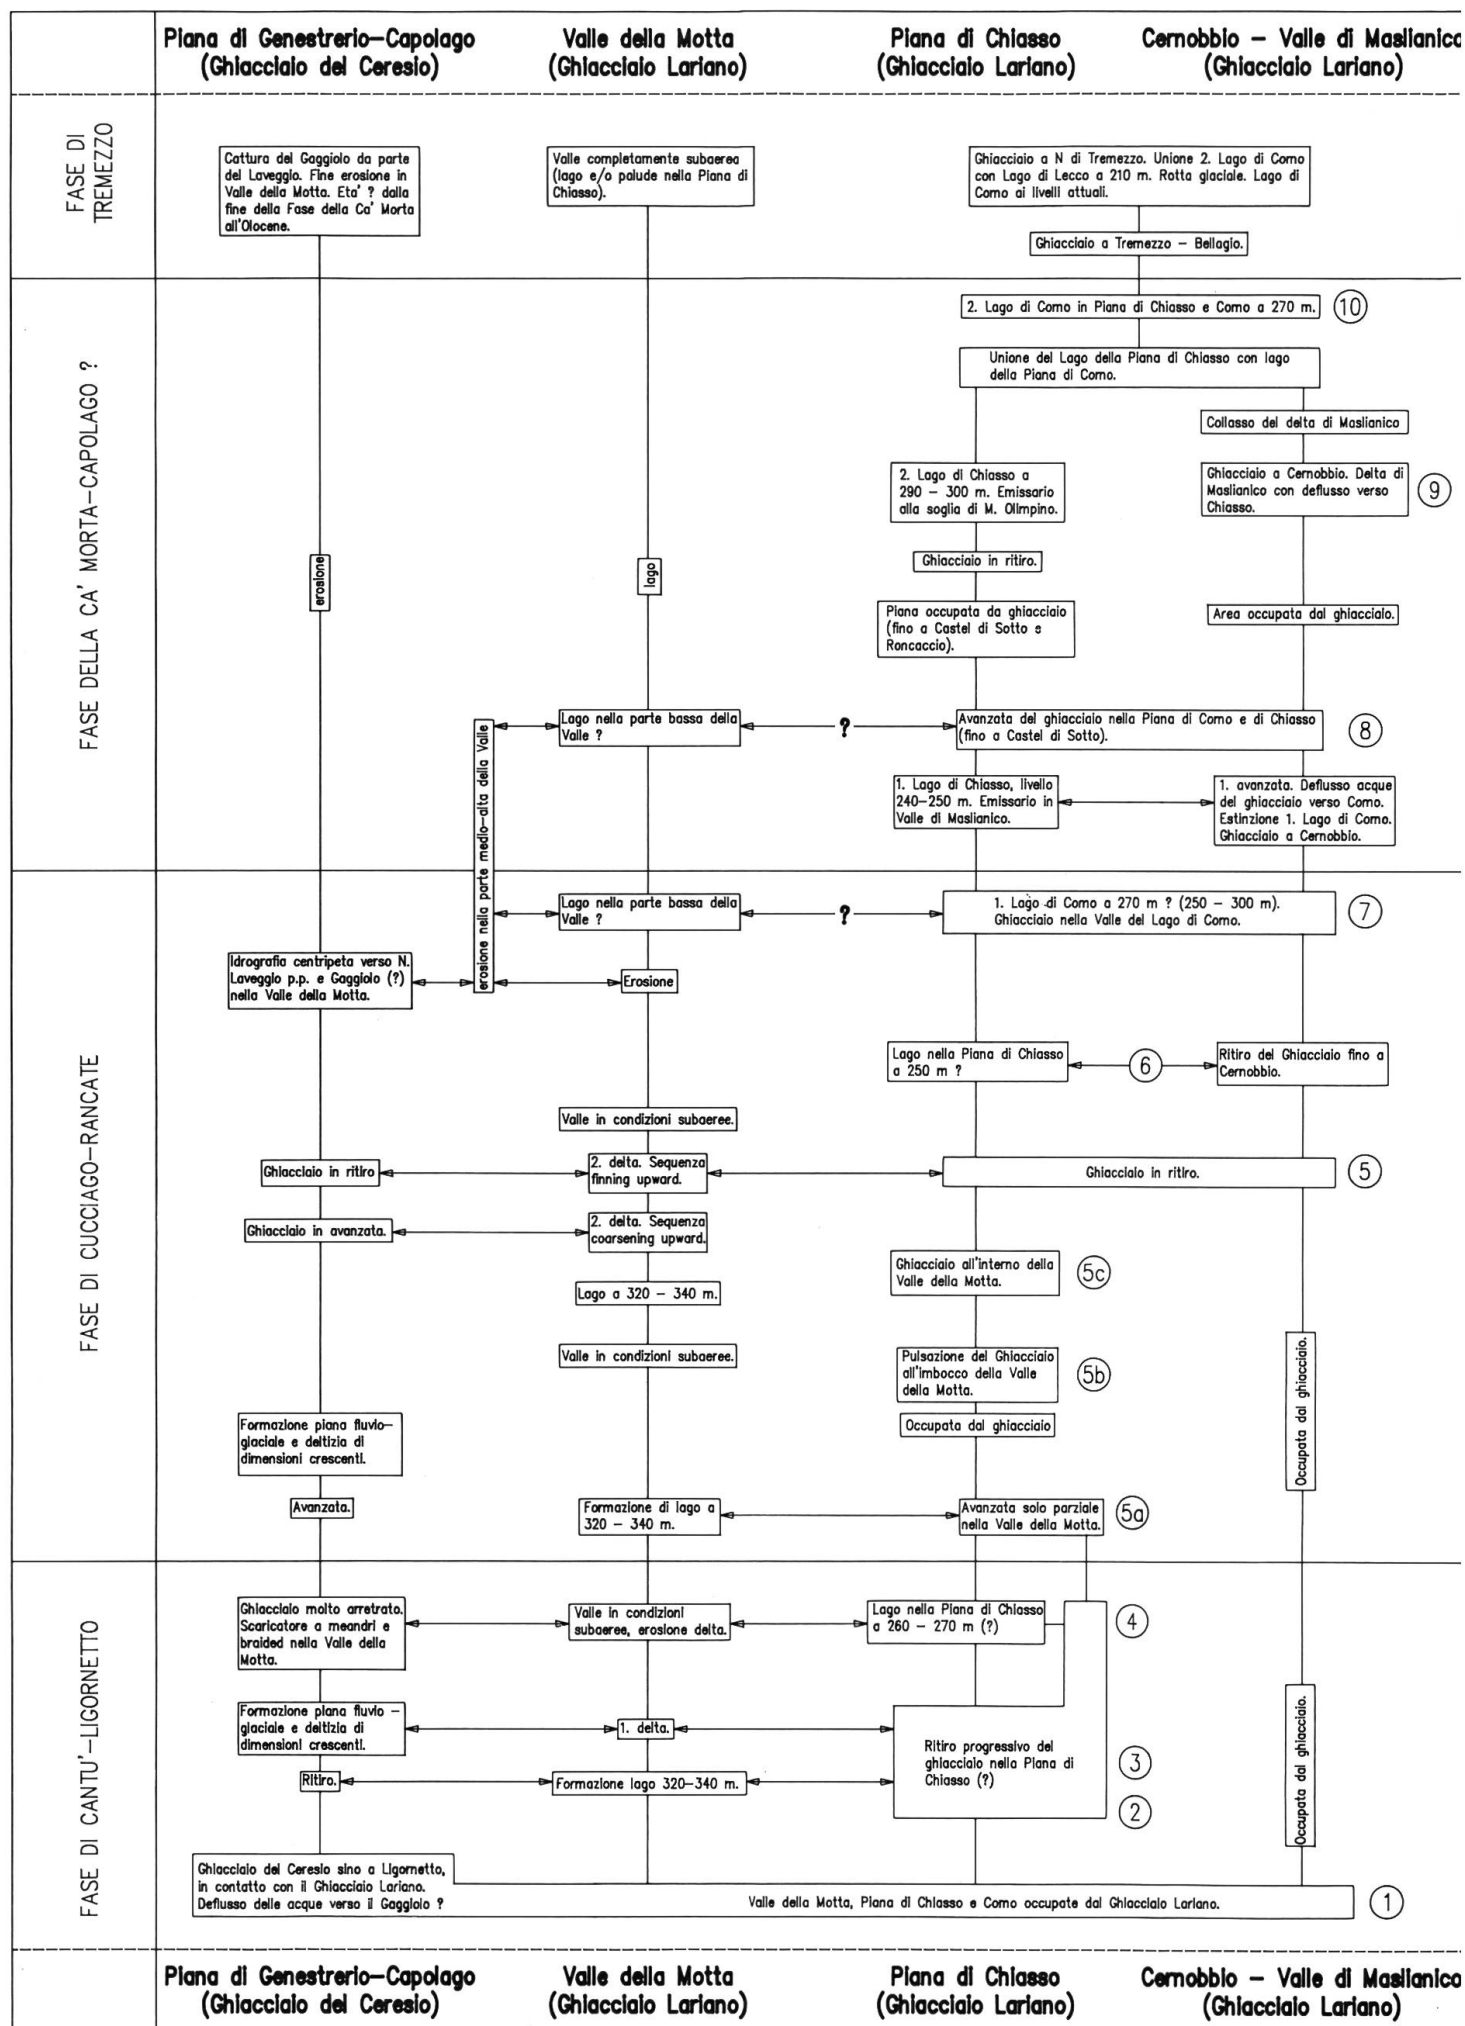 Piana di Genestrerio-Capolago
(Ghiacciaio del Ceresio)
Valle della Motta
(Ghiacciaio Lariano)
Piana di Chiasso
(Ghiacciaio Lariano)
Cernobbio - Valle di Maslianico
(Ghiacciaio Lariano)
FASE DI
TREMEZZO
Cattura del Gaggiolo da parte
del Laveggio. Fine erosione in
Valle della Motta. Eta' ? dalla
fine della Fase della Ca' Morta
all'Olocene.
Valle completamente subaerea
(lago e/o palude nella Piana di
Chiasso).
Ghiacciaio a N di Tremezzo. Unione 2. Lago di Como
con Lago di Lecco a 210 m. Rotta glaciale. Lago di
Como ai livelli attuali.
Ghiacciaio a Tremezzo - Bellagio.
FASE DELLA CA' MORTA-CAPOLAGO ?
2. Lago di Como in Piana di Chiasso e Como a 270 m.
10
Unione del Lago della Piana di Chiasso con lago
della Piana di Como.
Collasso del delta di Maslianico
2. Lago di Chiasso a
290 - 300 m. Emissario
alla soglia di M. Olimpino.
Ghiacciaio a Cernobbio. Delta di
Maslianico con deflusso verso
Chiasso.
9
erosione
lago
Ghiacciaio in ritiro.
Piana occupata da ghiacciaio
(fino a Castel di Sotto e
Roncaccio).
Area occupata dal ghiacciaio.
erosione nella parte medio-alta della Valle
Lago nella parte bassa della
Valle ?
?
Avanzata del ghiacciaio nella Piana di Como e di Chiasso
(fino a Castel di Sotto).
8
1. Lago di Chiasso, livello
240-250 m. Emissario in
Valle di Maslianico.
1. avanzata. Deflusso acque
del ghiacciaio verso Como.
Estinzione 1. Lago di Como.
Ghiacciaio a Cernobbio.
FASE DI CUCCIAGO-RANCATE
Lago nella parte bassa della
Valle ?
?
1. Lago di Como a 270 m ? (250 - 300 m).
Ghiacciaio nella Valle del Lago di Como.
7
Idrografia centripeta verso N.
Laveggio p.p. e Gaggiolo (?)
nella Valle della Motta.
Erosione
Lago nella Piana di Chiasso
a 250 m ?
6
Ritiro del Ghiacciaio fino a
Cernobbio.
Valle in condizioni subaeree.
Ghiacciaio in ritiro
2. delta. Sequenza
finning upward.
Ghiacciaio in ritiro.
5
Ghiacciaio in avanzata.
2. delta. Sequenza
coarsening upward.
Ghiacciaio all'interno della
Valle della Motta.
5c
Lago a 320 - 340 m.
Valle in condizioni subaeree.
Pulsazione del Ghiacciaio
all'imbocco della Valle
della Motta.
5b
Occupata dal ghiacciaio.
Formazione piana fluvio-
glaciale e deltizia di
dimensioni crescenti.
Occupata dal ghiacciaio
Avanzata.
Formazione di lago a
320 - 340 m.
Avanzata solo parziale
nella Valle della Motta.
5a
FASE DI CANTU'-LIGORNETTO
Ghiacciaio molto arretrato.
Scaricatore a meandri e
braided nella Valle della
Motta.
Valle in condizioni
subaeree, erosione delta.
Lago nella Piana di Chiasso
a 260 - 270 m (?)
4
Formazione piana fluvio -
glaciale e deltizia di
dimensioni crescenti.
1. delta.
Ritiro progressivo del
ghiacciaio nella Piana di
Chiasso (?)
3
Occupata dal ghiacciaio.
Ritiro.
Formazione lago 320-340 m.
2
Ghiacciaio del Ceresio sino a Ligornetto,
in contatto con il Ghiacciaio Lariano.
Deflusso delle acque verso il Gaggiolo ?
Valle della Motta, Piana di Chiasso e Como occupate dal Ghiacciaio Lariano.
1
Piana di Genestrerio-Capolago
(Ghiacciaio del Ceresio)
Valle della Motta
(Ghiacciaio Lariano)
Piana di Chiasso
(Ghiacciaio Lariano)
Cernobbio - Valle di Maslianico
(Ghiacciaio Lariano)